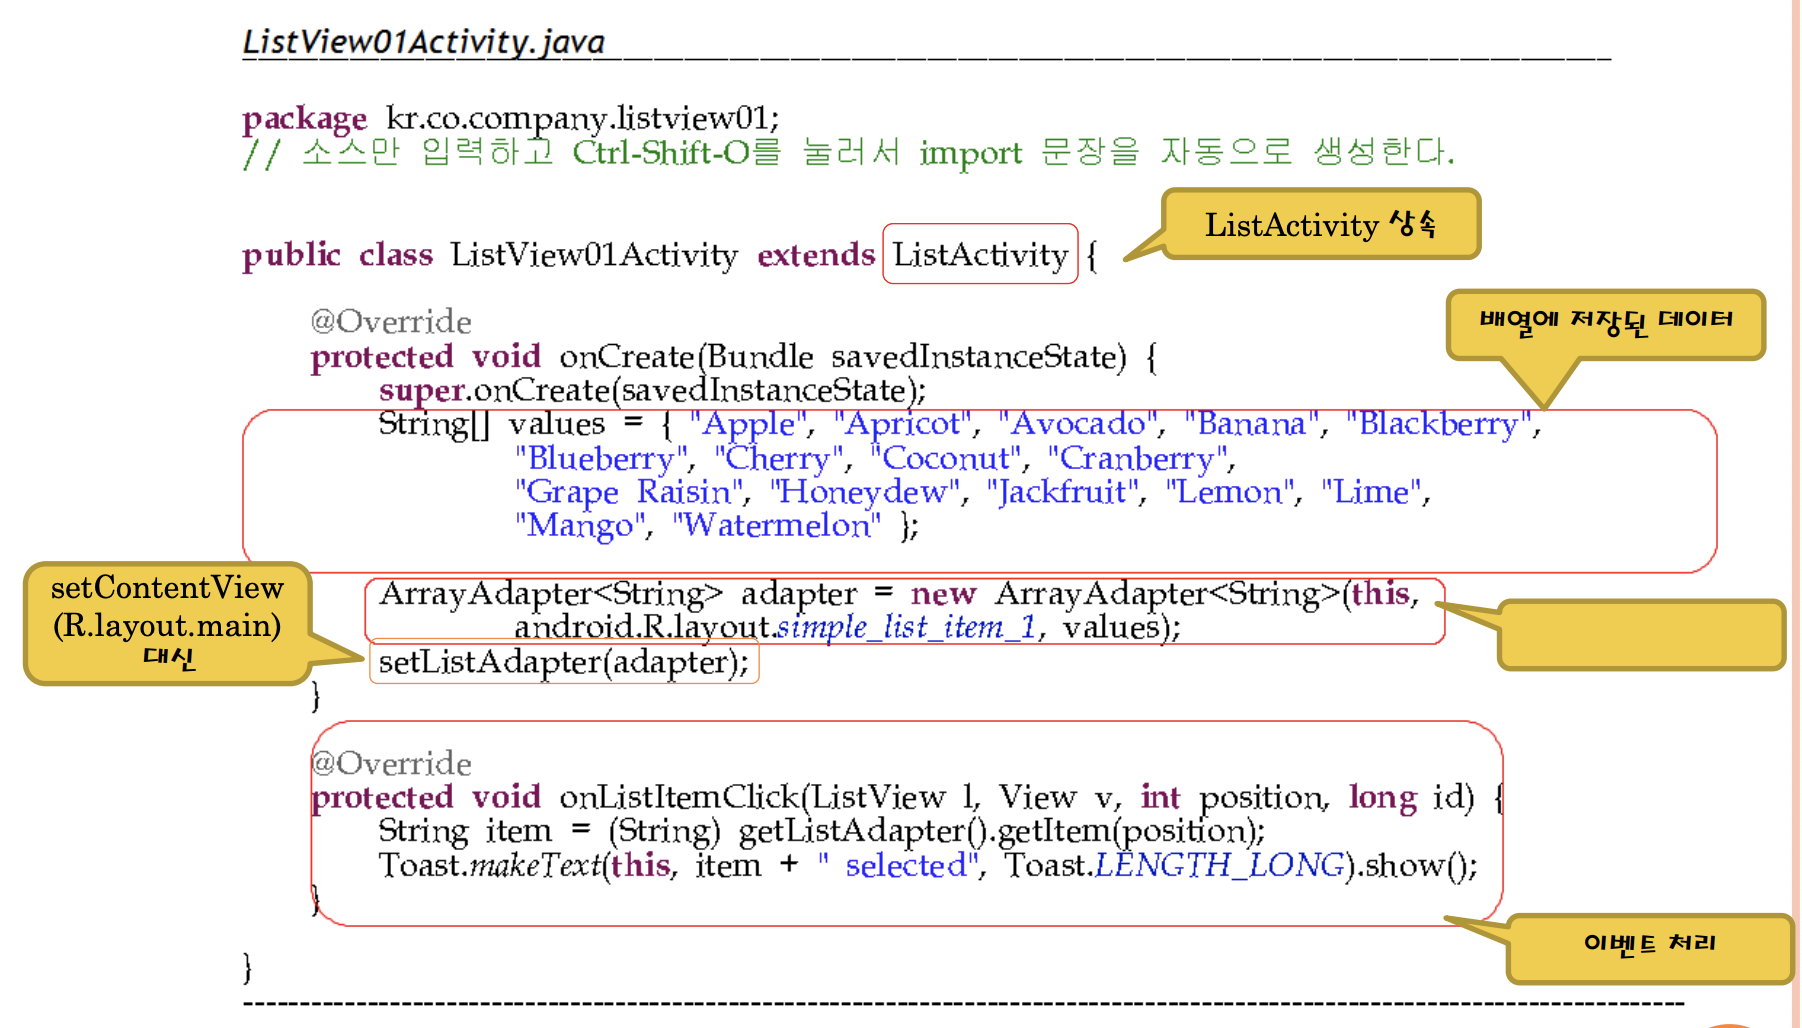 ListView01Activity.java
package kr.co.company.listview01;
// 소스만 입력하고 Ctrl-Shift-O를 눌러서 import 문장을 자동으로 생성한다.
ListActivity 상속
public class ListView01Activity extends ListActivity {
배열에 저장된 데이터
@Override
protected void onCreate(Bundle savedInstanceState) {
super.onCreate(savedInstanceState);
String[] values = { "Apple", "Apricot", "Avocado", "Banana", "Blackberry",
"Blueberry", "Cherry", "Coconut", "Cranberry",
"Grape Raisin", "Honeydew", "Jackfruit", "Lemon", "Lime",
"Mango", "Watermelon" };
setContentView
(R.layout.main)
대신
ArrayAdapter<String> adapter = new ArrayAdapter<String>(this,
android.R.layout.simple_list_item_1, values);
setListAdapter(adapter);
}
@Override
protected void onListItemClick(ListView l, View v, int position, long id) {
String item = (String) getListAdapter().getItem(position);
Toast.makeText(this, item + " selected", Toast.LENGTH_LONG).show();
}
이벤트 처리
}